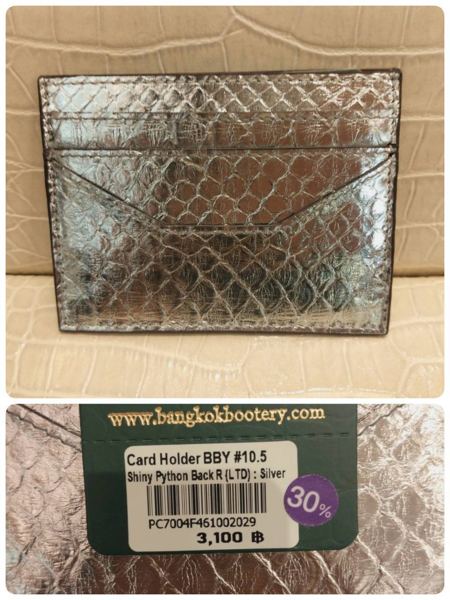 www.bangkokbootery.com
Card Holder BBY #10.5
Shiny Python Back R (LTD) : Silver
30%
PC7004F461002029
3,100 ฿